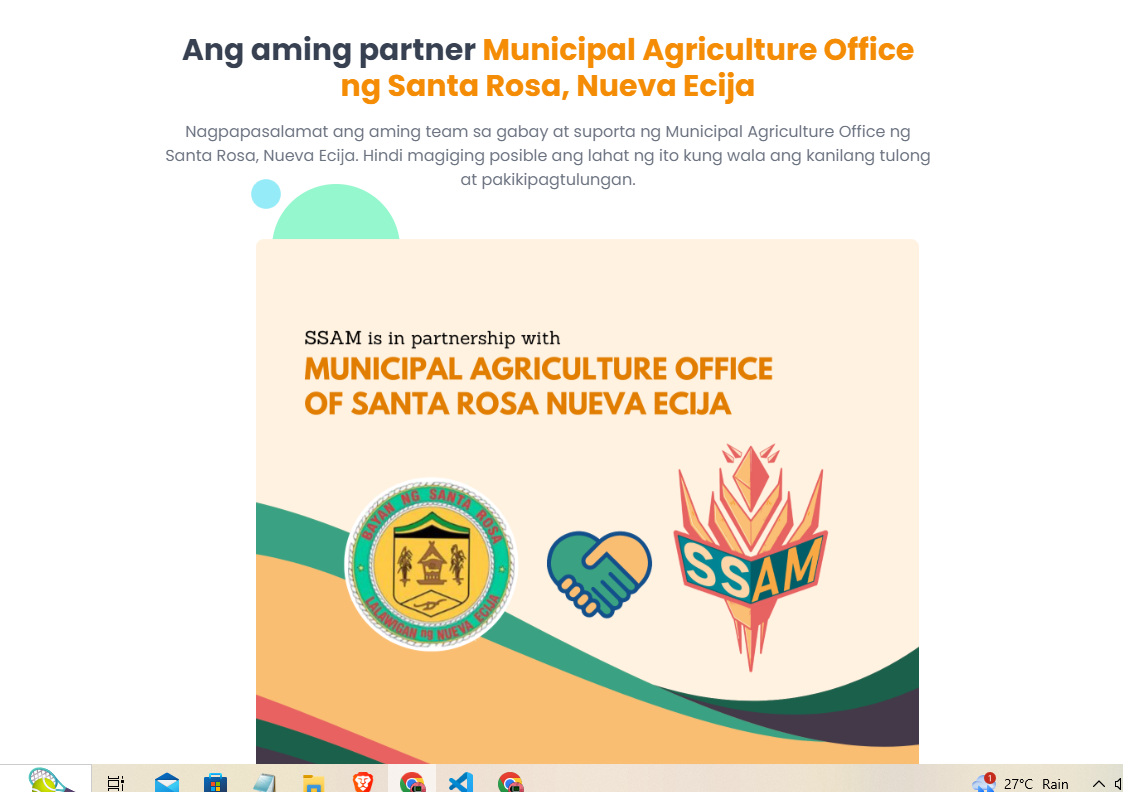 Ang aming partner Municipal Agriculture Office
ng Santa Rosa, Nueva Ecija
Nagpapasalamat ang aming team sa gabay at suporta ng Municipal Agriculture Office ng
Santa Rosa, Nueva Ecija. Hindi magiging posible ang lahat ng ito kung wala ang kanilang tulong
at pakikipagtulungan.
SSAM is in partnership with
MUNICIPAL AGRICULTURE OFFICE
OF SANTA ROSA NUEVA ECIJA
BAYAN NG SANTA ROSA
LALAWIGAN ng NUEVA ECIJA
SSAM
1
27°C Rain